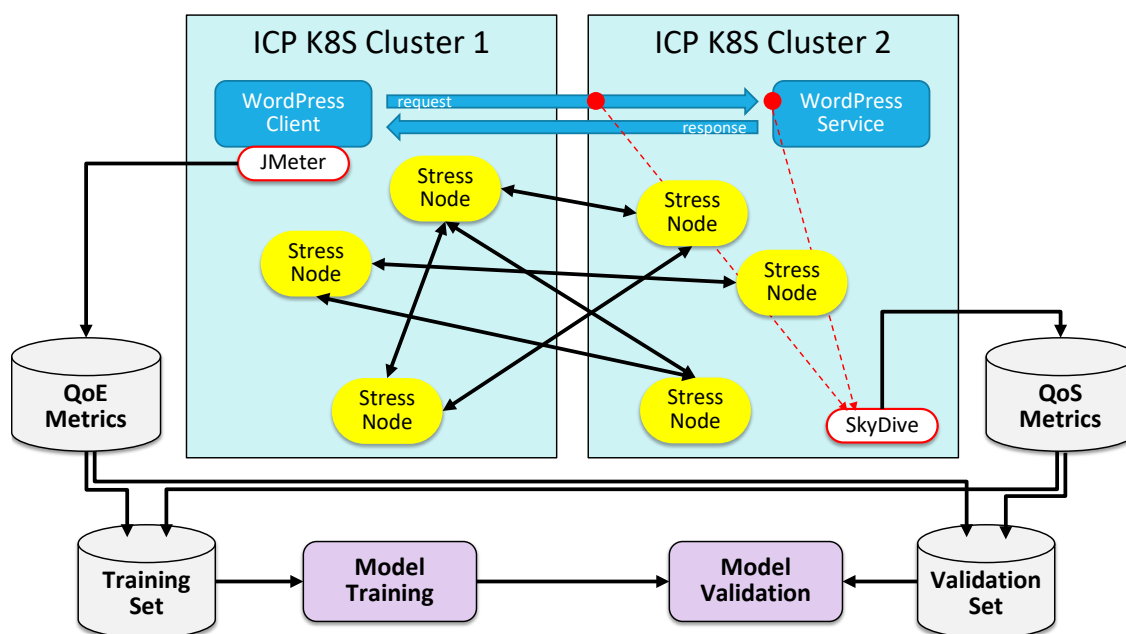 ICP K8S Cluster 1
ICP K8S Cluster 2
WordPress
Client
request
response
WordPress
Service
JMeter
Stress
Node
Stress
Node
Stress
Node
Stress
Node
Stress
Node
Stress
Node
SkyDive
QoE
Metrics
QoS
Metrics
Training
Set
Model
Training
Model
Validation
Validation
Set